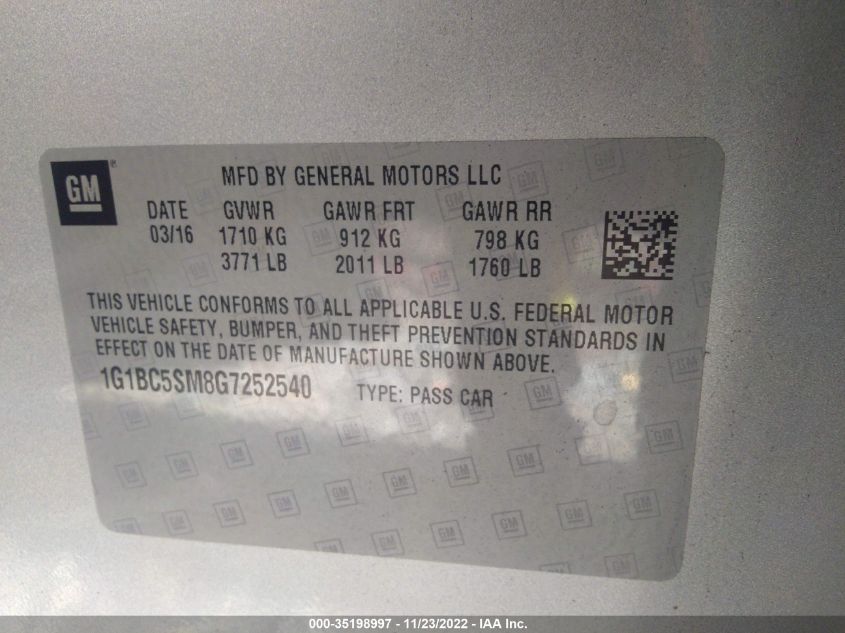 GM®
MFD BY GENERAL MOTORS LLC
DATE GVWR GAWR FRT GAWR RR
03/16 1710 KG 912 KG 798 KG
3771 LB 2011 LB 1760 LB
THIS VEHICLE CONFORMS TO ALL APPLICABLE U.S. FEDERAL MOTOR
VEHICLE SAFETY, BUMPER, AND THEFT PREVENTION STANDARDS IN
EFFECT ON THE DATE OF MANUFACTURE SHOWN ABOVE.
1G1BC5SM8G7252540 TYPE: PASS CAR
000-35198997 - 11/23/2022 - IAA Inc.